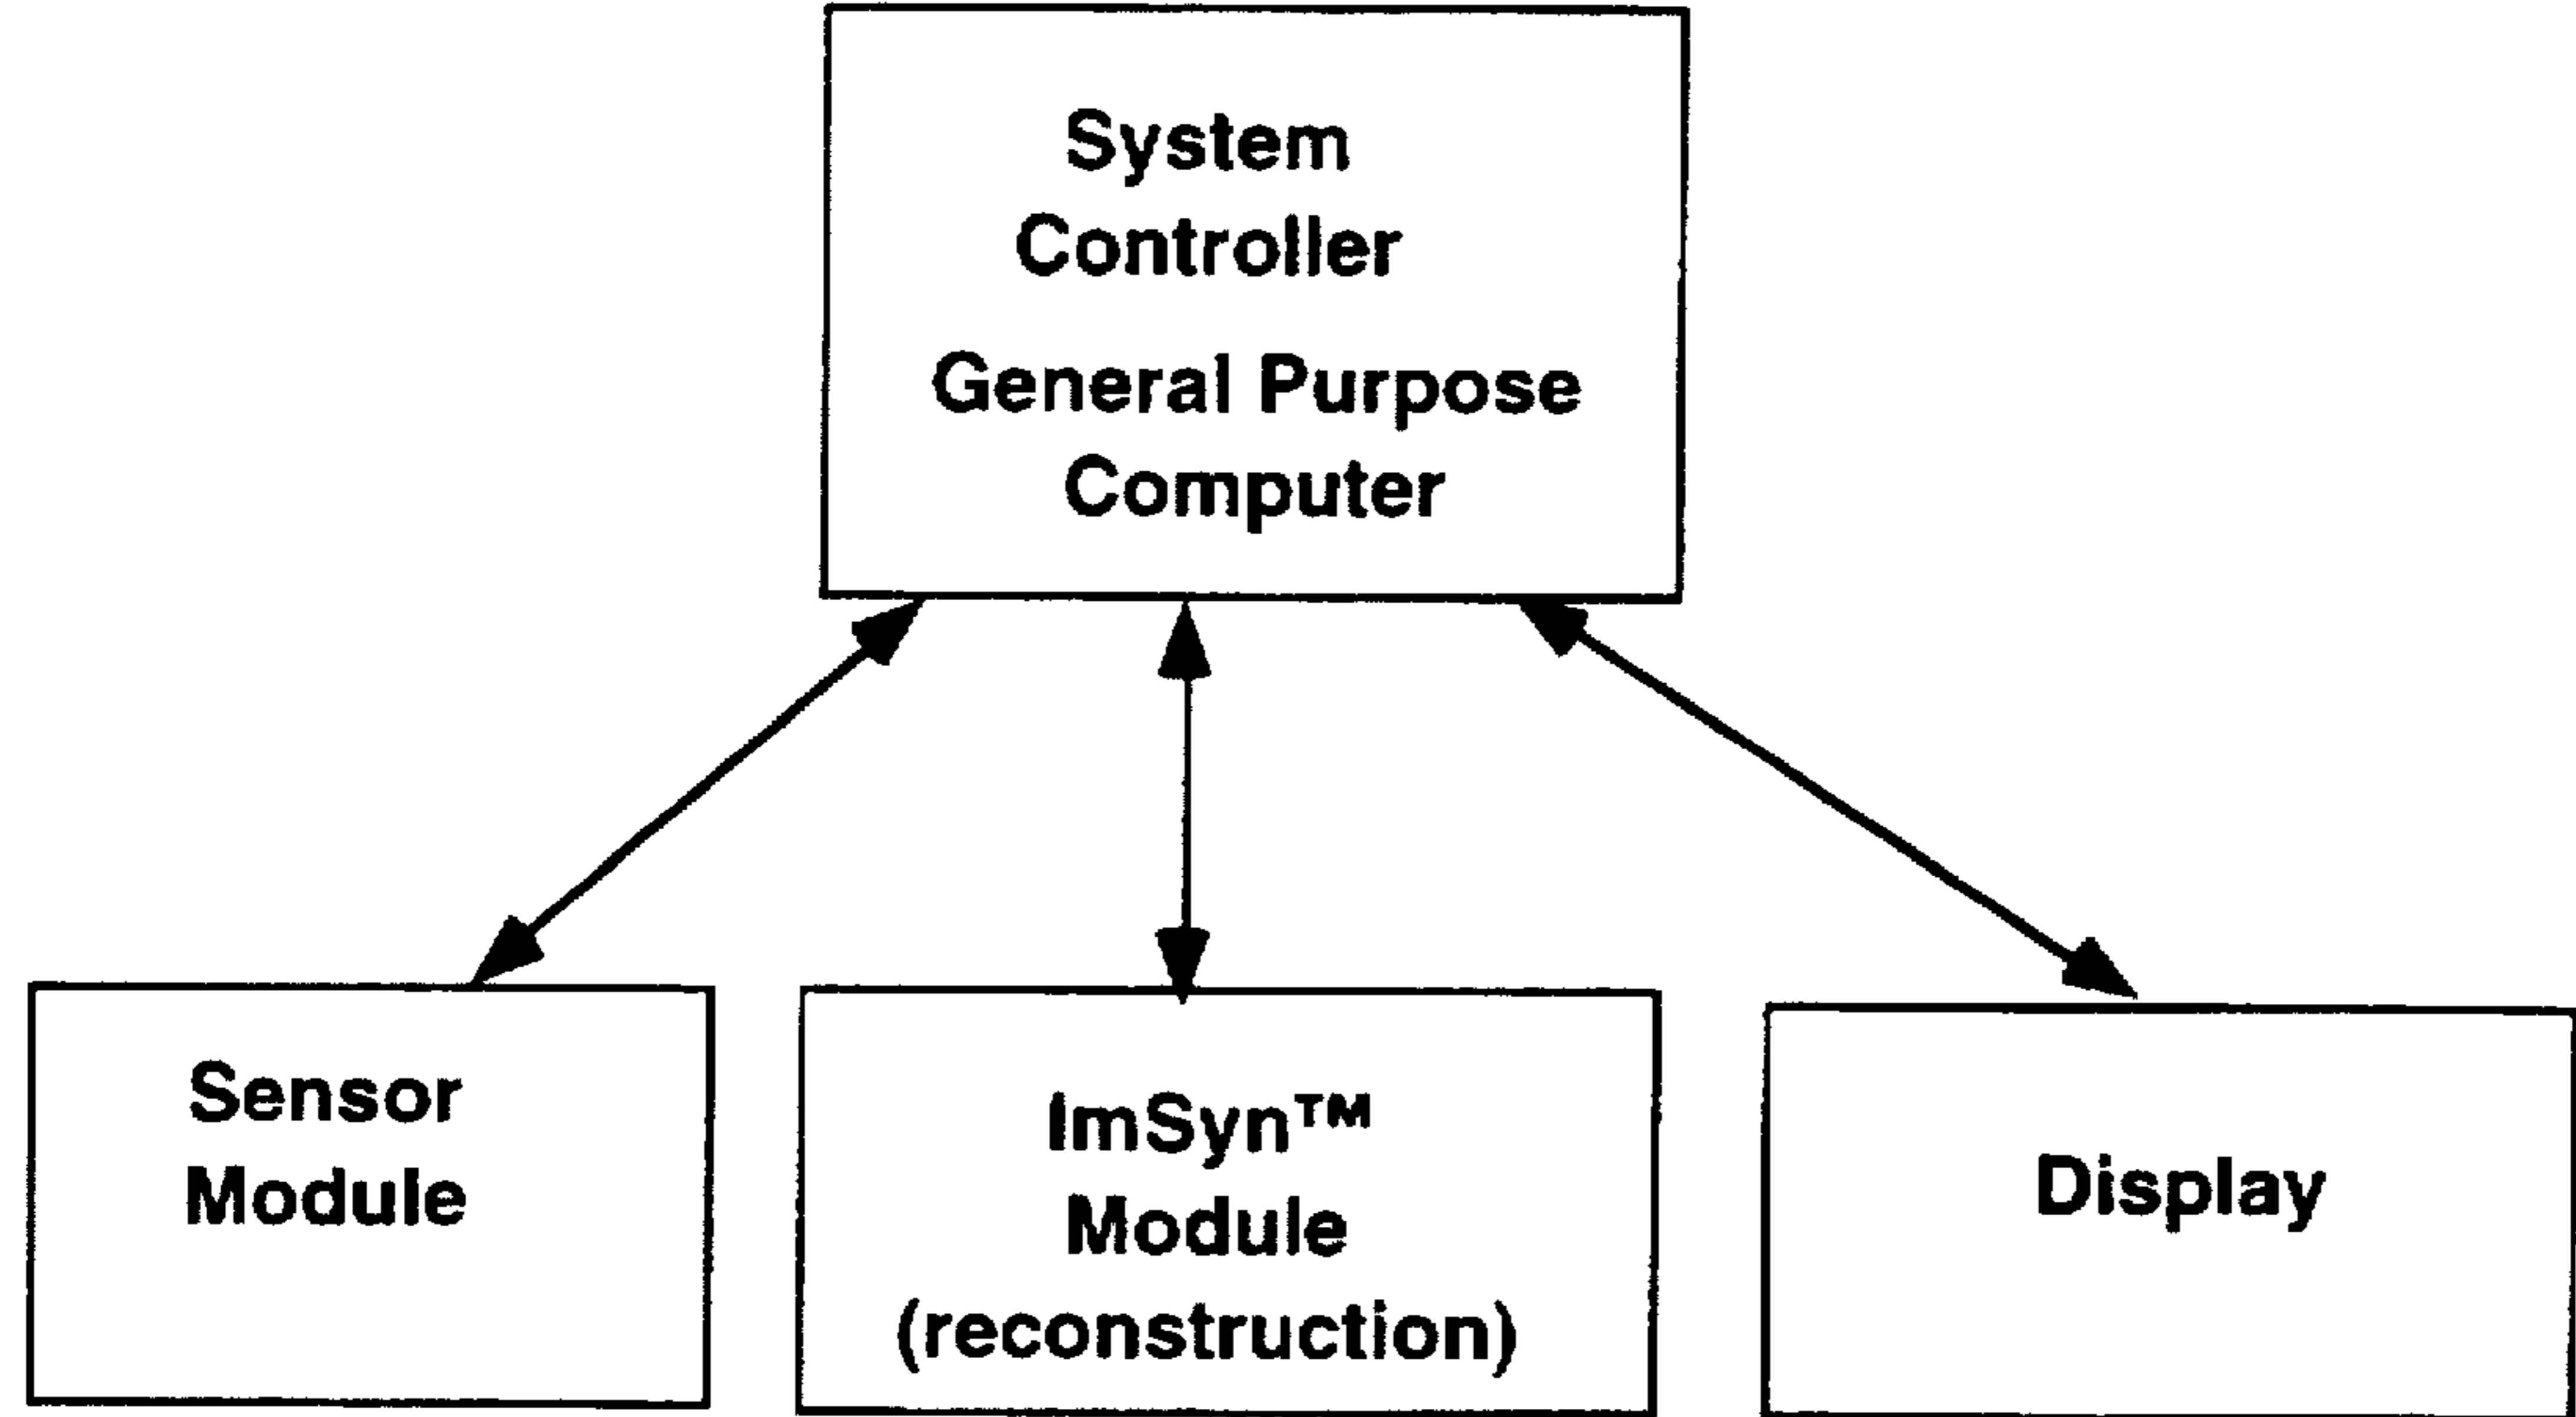 System
Controller
General Purpose
Computer
Sensor
Module
ImSyn™
Module
(reconstruction)
Display